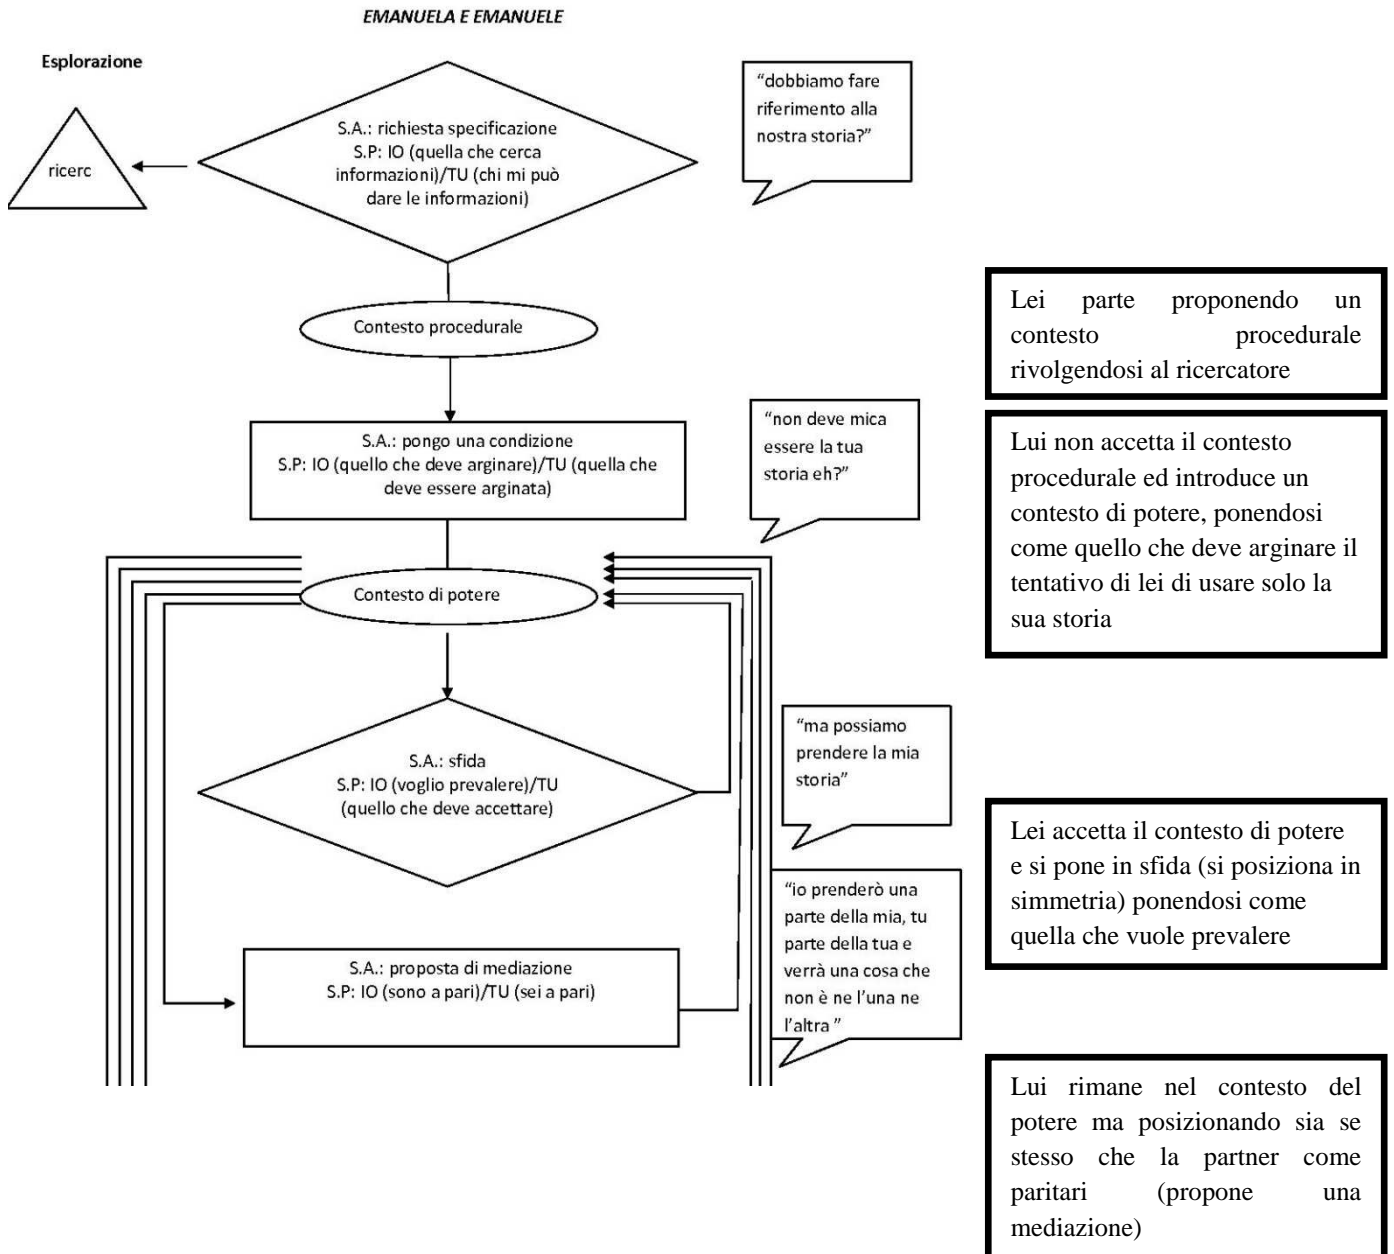 EMANUELA E EMANUELE
Esplorazione
ricerc
S.A.: richiesta specificazione
S.P: IO (quella che cerca
informazioni)/TU (chi mi può
dare le informazioni)
“dobbiamo fare
riferimento alla
nostra storia?”
Contesto procedurale
Lei parte proponendo un
contesto procedurale
rivolgendosi al ricercatore
S.A.: pongo una condizione
S.P: IO (quello che deve arginare)/TU (quella che
deve essere arginata)
“non deve mica
essere la tua
storia eh?”
Lui non accetta il contesto
procedurale ed introduce un
contesto di potere, ponendosi
come quello che deve arginare il
tentativo di lei di usare solo la
sua storia
Contesto di potere
S.A.: sfida
S.P: IO (voglio prevalere)/TU
(quello che deve accettare)
“ma possiamo
prendere la mia
storia”
Lei accetta il contesto di potere
e si pone in sfida (si posiziona in
simmetria) ponendosi come
quella che vuole prevalere
S.A.: proposta di mediazione
S.P: IO (sono a pari)/TU (sei a pari)
“io prenderò una
parte della mia, tu
parte della tua e
verrà una cosa che
non è ne l’una ne
l’altra ”
Lui rimane nel contesto del
potere ma posizionando sia se
stesso che la partner come
paritari (propone una
mediazione)